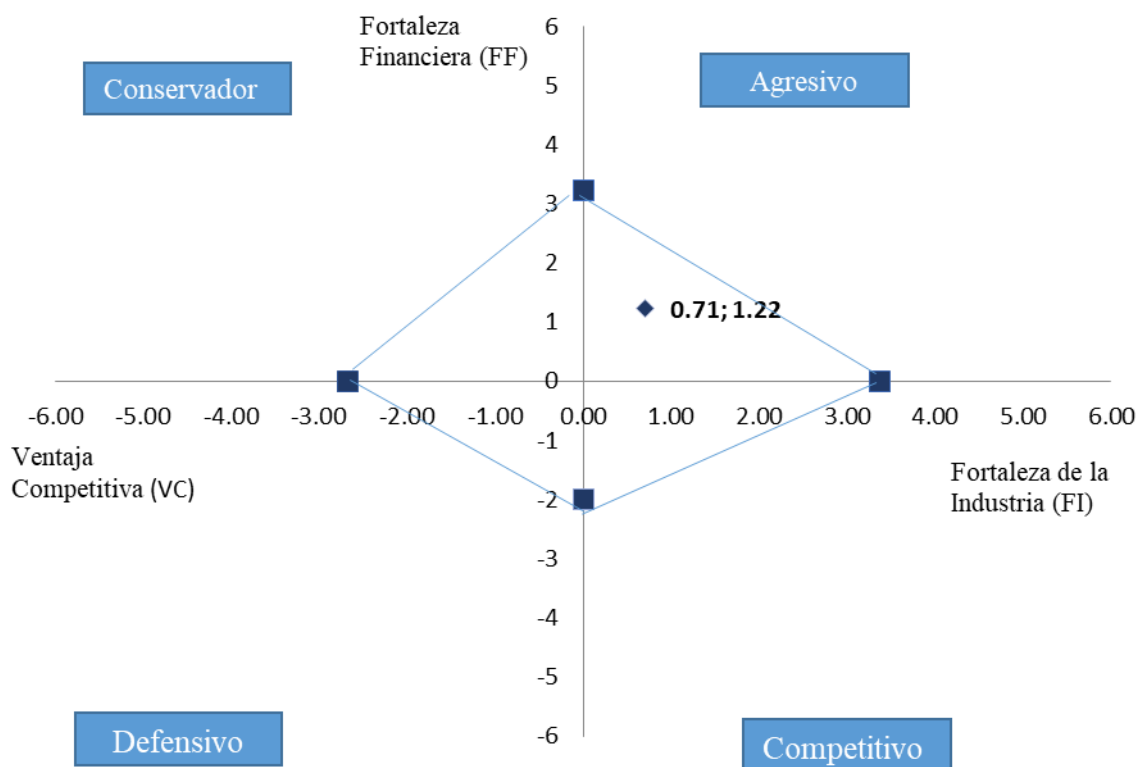 Fortaleza
Financiera (FF)
Conservador
Agresivo
6
5
4
3
2
1
0
-1
-2
-3
-4
-5
-6
0.71; 1.22
-6.00 -5.00 -4.00 -3.00 -2.00 -1.00 0.00 1.00 2.00 3.00 4.00 5.00 6.00
Ventaja
Competitiva (VC)
Fortaleza de la
Industria (FI)
Defensivo
Competitivo